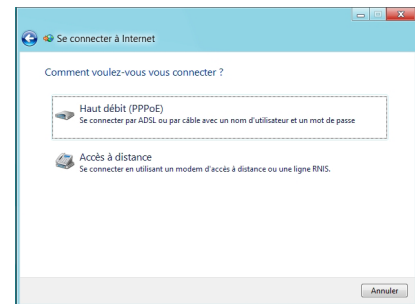 Se connecter à Internet
Comment voulez-vous vous connecter ?
Haut débit (PPPoE)
Se connecter par ADSL ou par câble avec un nom d'utilisateur et un mot de passe
Accès à distance
Se connecter en utilisant un modem d'accès à distance ou une ligne RNIS.
Annuler